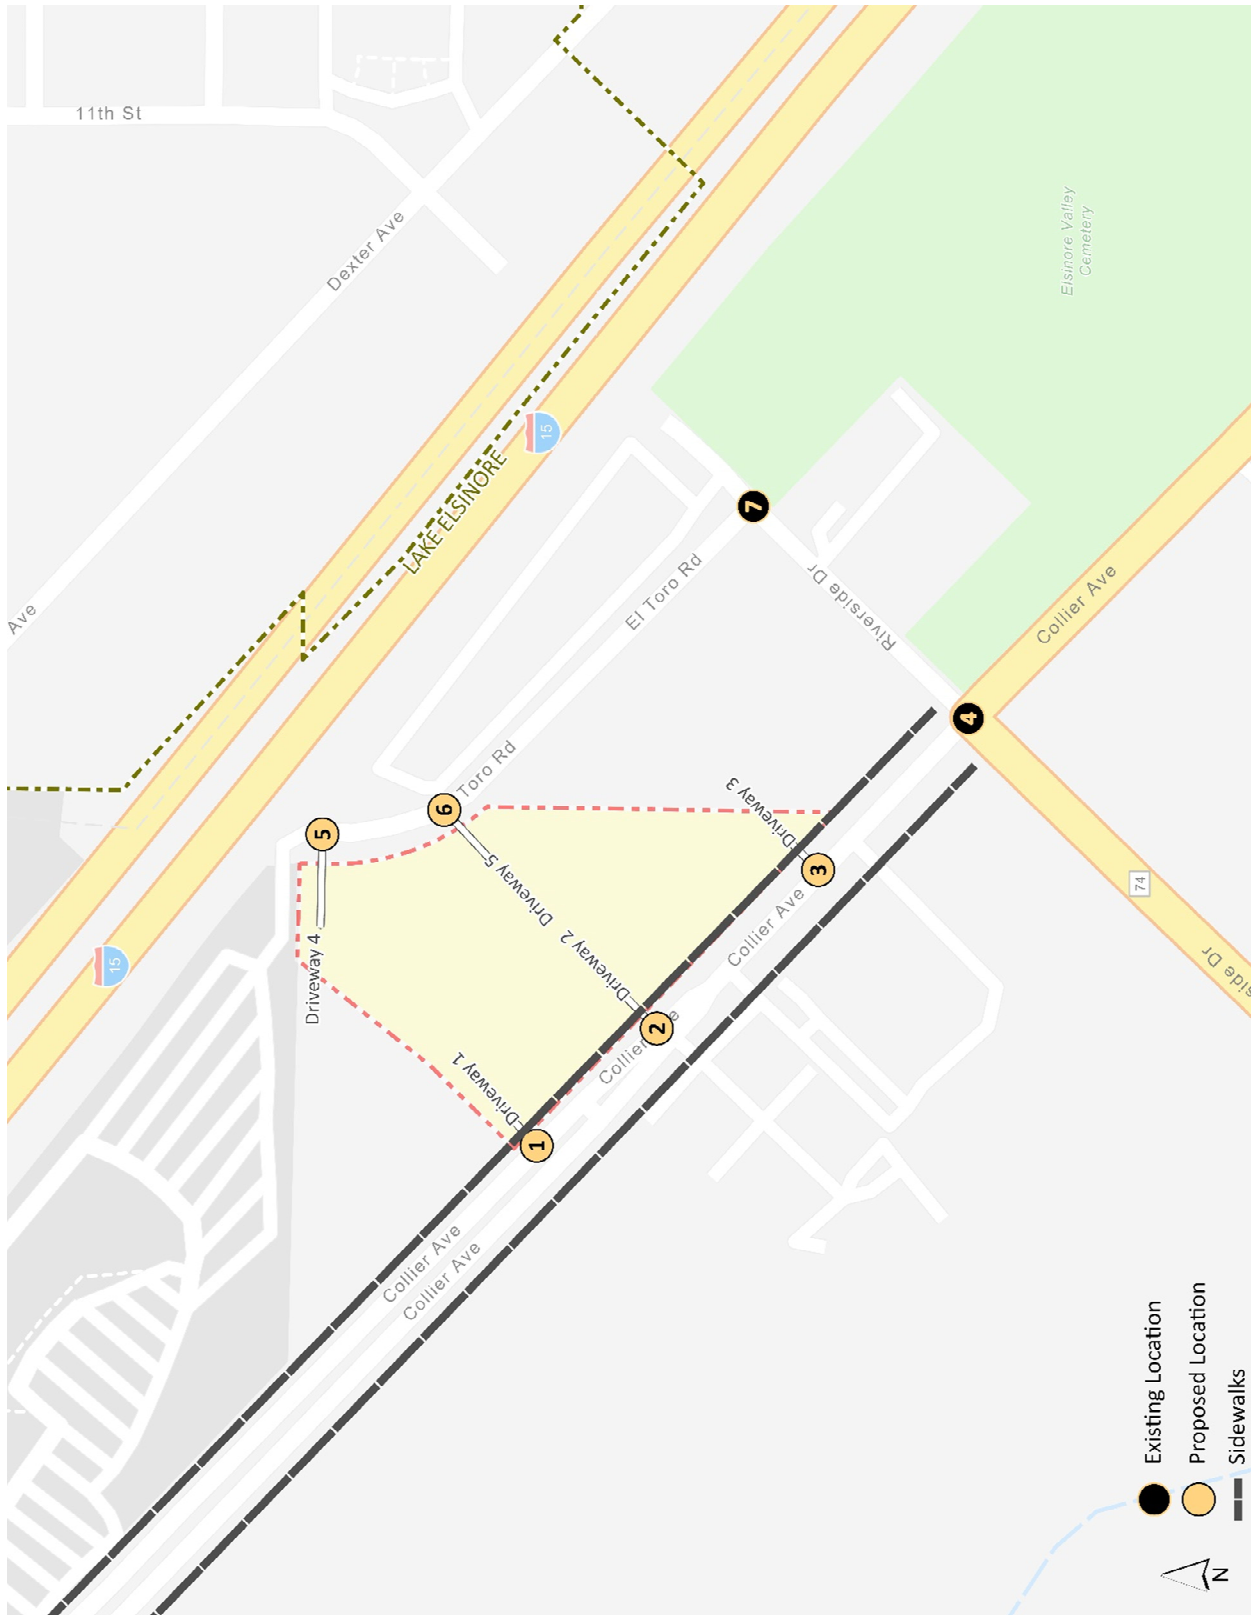 11th St
Dexter Ave
Ave
Elsinore Valley
Cemetery
15
LAKE ELSINORE
7
El Toro Rd
Riverside Dr
Collier Ave
Toro Rd
6
5
4
Driveway 3
Driveway 5
Driveway 4
3
74
15
Driveway 2
Collier Ave
side Dr
2
Collier
e
Driveway 1
1
Collier Ave
Collier Ave
Existing Location
Proposed Location
Sidewalks
N